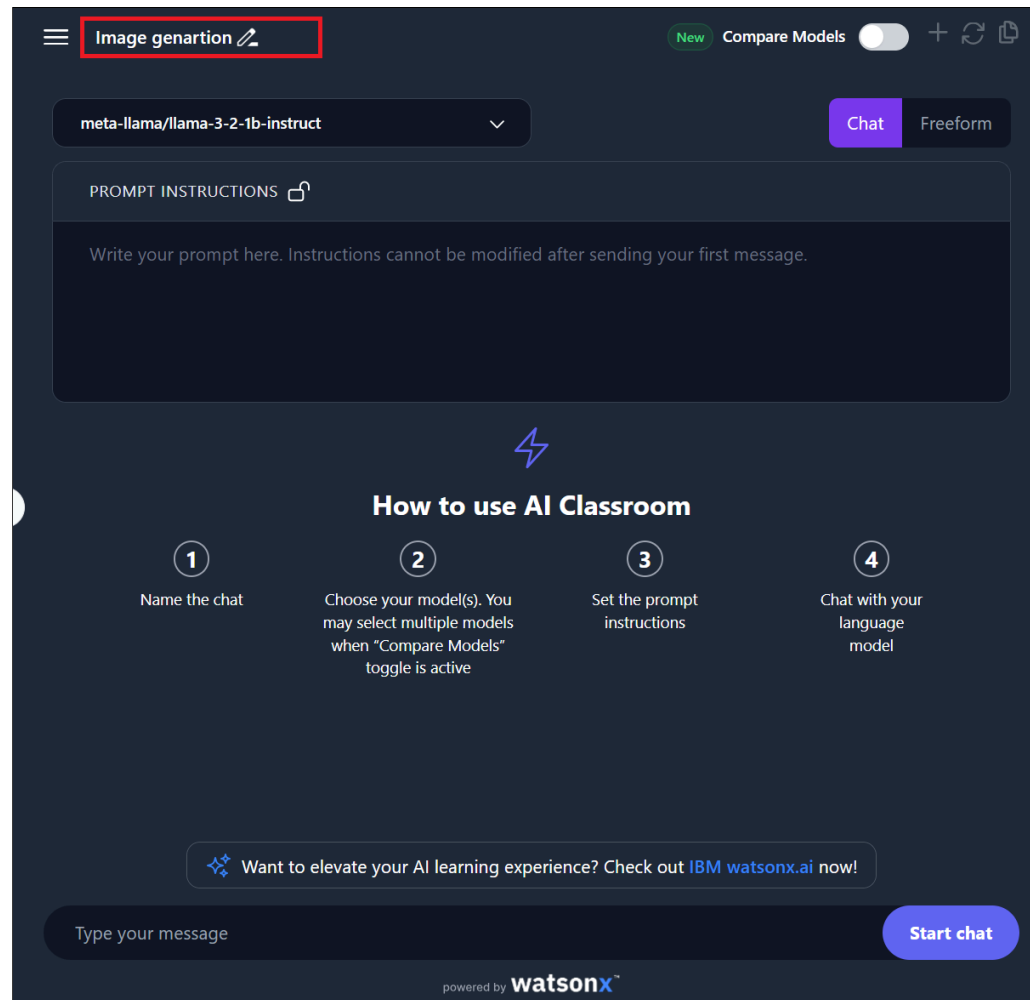 Image genartion
New Compare Models
meta-llama/llama-3-2-1b-instruct
Chat Freeform
PROMPT INSTRUCTIONS
Write your prompt here. Instructions cannot be modified after sending your first message.
How to use AI Classroom
1
Name the chat
2
Choose your model(s). You
may select multiple models
when "Compare Models"
toggle is active
3
Set the prompt
instructions
4
Chat with your
language
model
Want to elevate your AI learning experience? Check out IBM watsonx.ai now!
Type your message
Start chat
powered by watsonx™